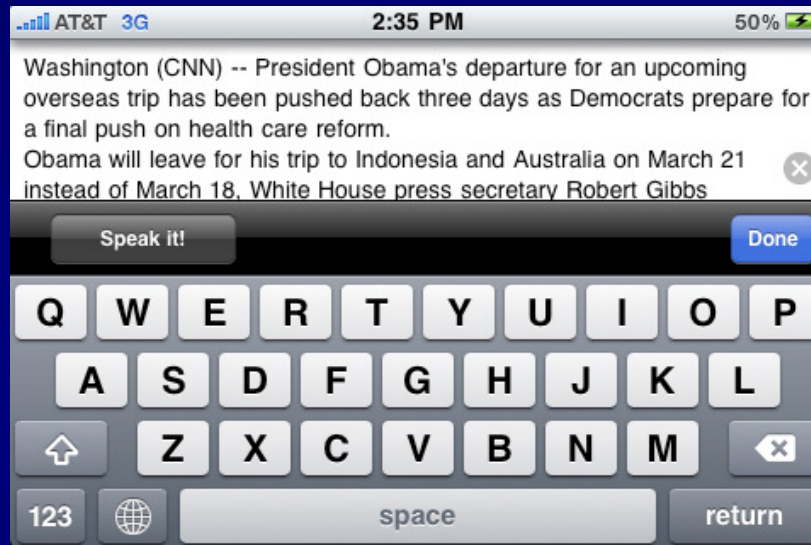 AT&T 3G 2:35 PM 50%
Washington (CNN) -- President Obama's departure for an upcoming
overseas trip has been pushed back three days as Democrats prepare for
a final push on health care reform.
Obama will leave for his trip to Indonesia and Australia on March 21
instead of March 18, White House press secretary Robert Gibbs
Speak it! Done
Q W E R T Y U I O P
A S D F G H J K L
Z X C V B N M
123 space return